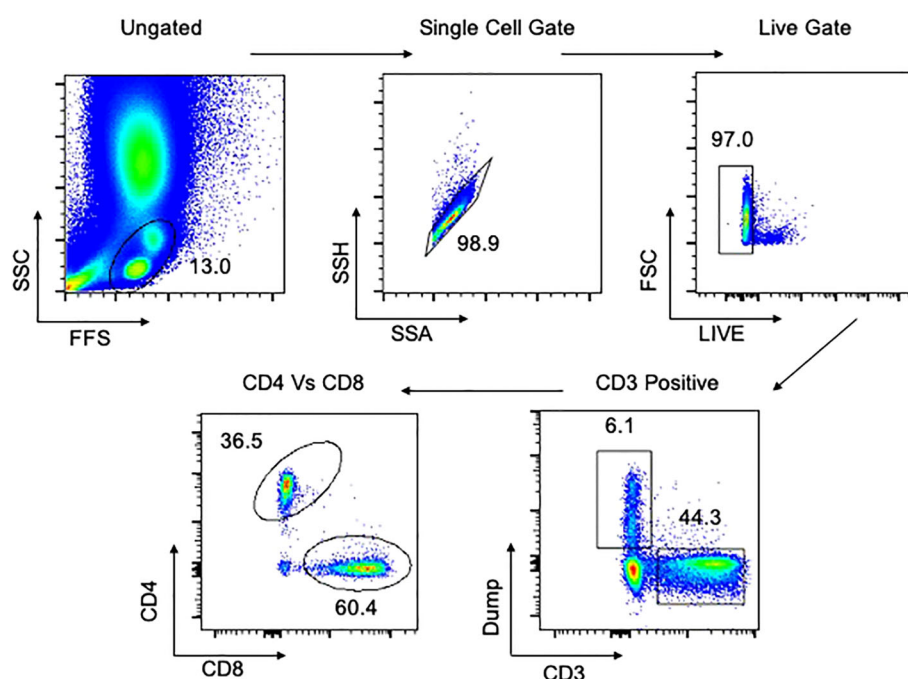 Ungated
Single Cell Gate
Live Gate
SSC
13.0
FFS
SSH
98.9
SSA
97.0
FSC
LIVE
CD4 Vs CD8
CD3 Positive
36.5
CD4
60.4
CD8
6.1
44.3
Dump
CD3